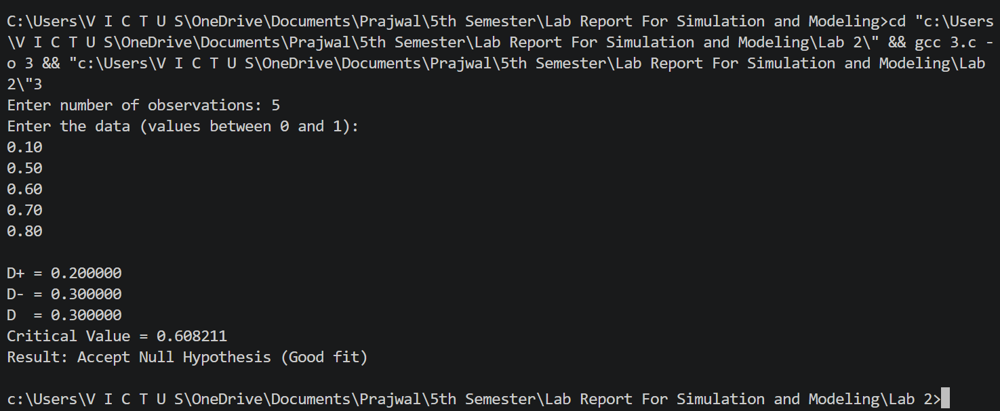 C:\Users\V I C T U S\OneDrive\Documents\Prajwal\5th Semester\Lab Report For Simulation and Modeling>cd "c:\Users
\V I C T U S\OneDrive\Documents\Prajwal\5th Semester\Lab Report For Simulation and Modeling\Lab 2\" && gcc 3.c -
o 3 && "c:\Users\V I C T U S\OneDrive\Documents\Prajwal\5th Semester\Lab Report For Simulation and Modeling\Lab
2\"3
Enter number of observations: 5
Enter the data (values between 0 and 1):
0.10
0.50
0.60
0.70
0.80

D+ = 0.200000
D- = 0.300000
D  = 0.300000
Critical Value = 0.608211
Result: Accept Null Hypothesis (Good fit)

c:\Users\V I C T U S\OneDrive\Documents\Prajwal\5th Semester\Lab Report For Simulation and Modeling\Lab 2>